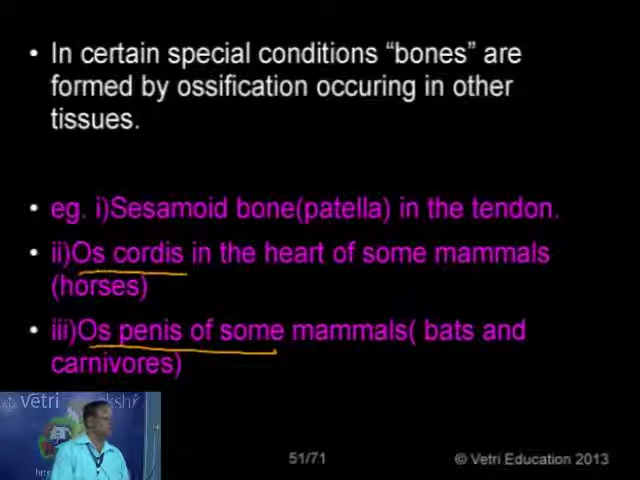 • In certain special conditions “bones” are
formed by ossification occuring in other
tissues.
• eg. i)Sesamoid bone(patella) in the tendon.
• ii)Os cordis in the heart of some mammals
(horses)
• iii)Os penis of some mammals( bats and
carnivores)
vetri
kshi
51/71
© Vetri Education 2013